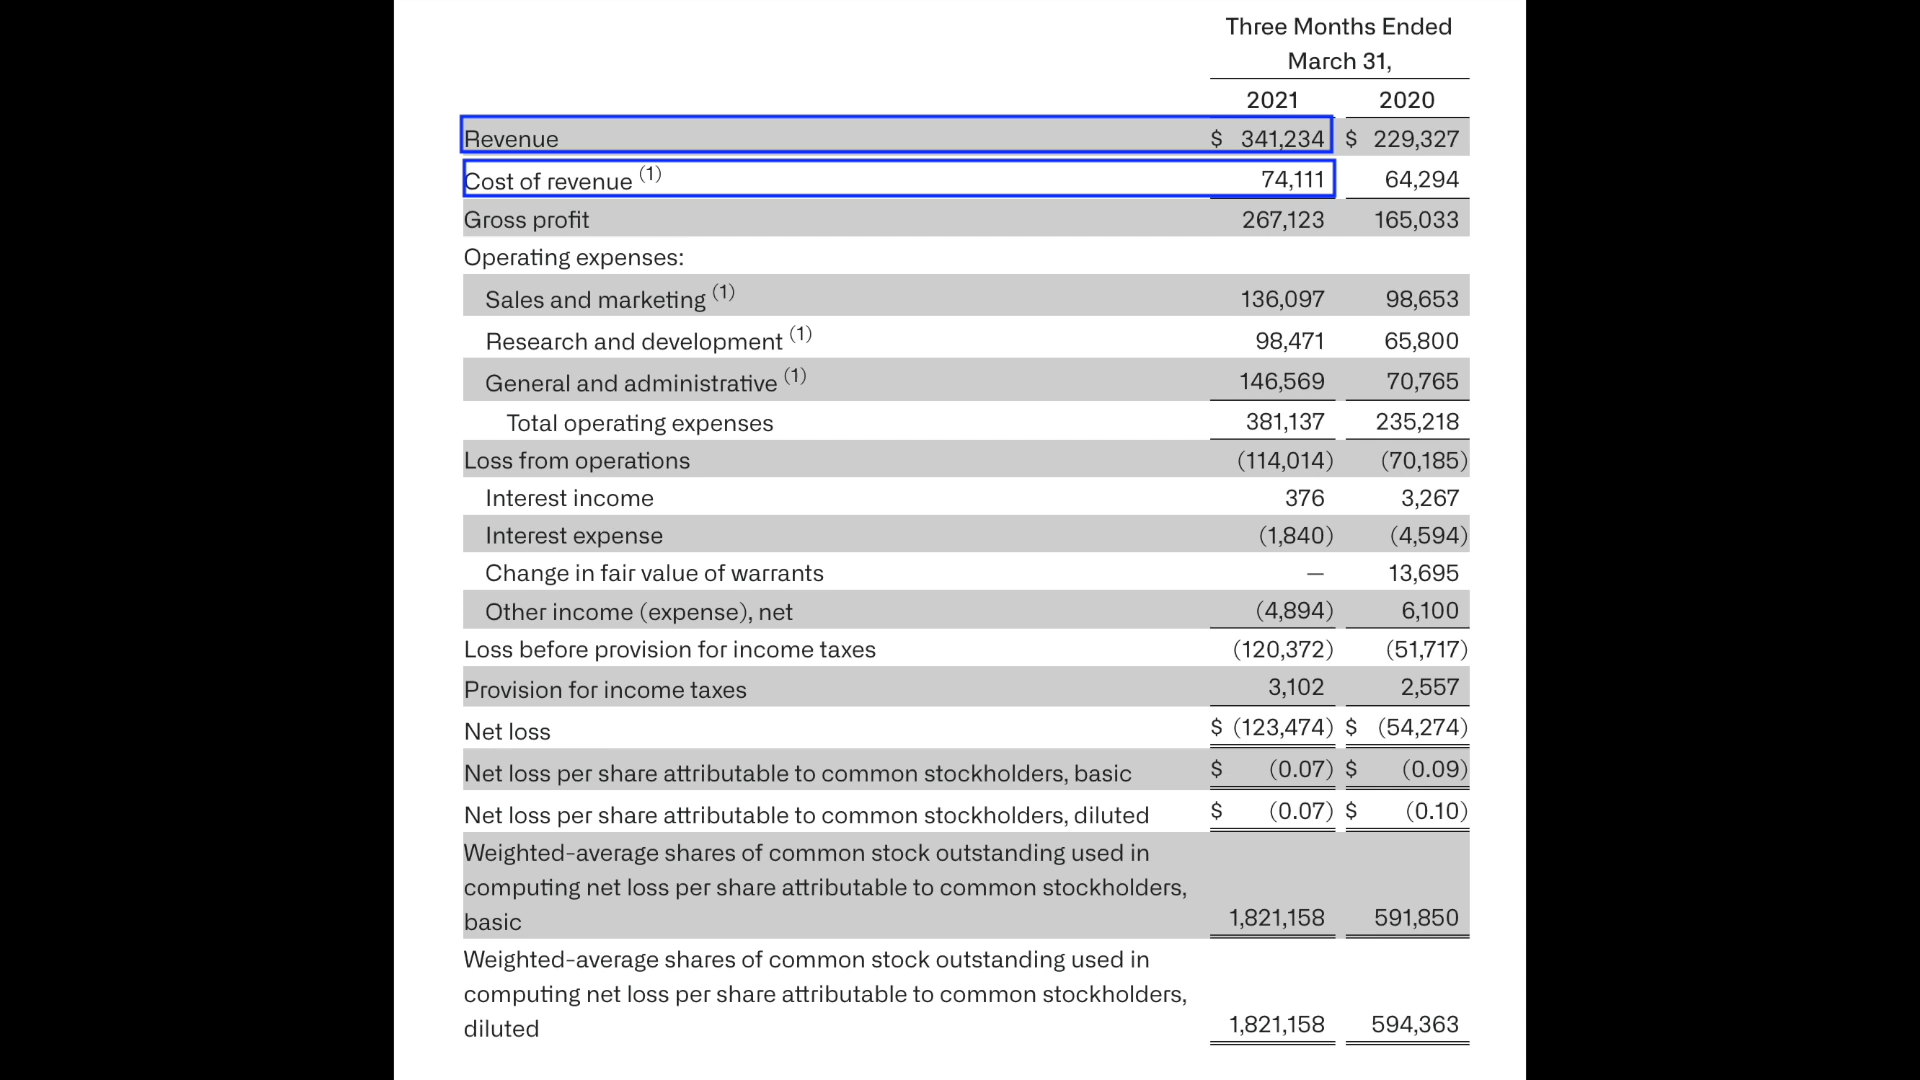 Three Months Ended
March 31,
2021 2020
Revenue $ 341,234 $ 229,327
Cost of revenue (1) 74,111 64,294
Gross profit 267,123 165,033
Operating expenses:
Sales and marketing (1) 136,097 98,653
Research and development (1) 98,471 65,800
General and administrative (1) 146,569 70,765
Total operating expenses 381,137 235,218
Loss from operations (114,014) (70,185)
Interest income 376 3,267
Interest expense (1,840) (4,594)
Change in fair value of warrants — 13,695
Other income (expense), net (4,894) 6,100
Loss before provision for income taxes (120,372) (51,717)
Provision for income taxes 3,102 2,557
Net loss $ (123,474) $ (54,274)
Net loss per share attributable to common stockholders, basic $ (0.07) $ (0.09)
Net loss per share attributable to common stockholders, diluted $ (0.07) $ (0.10)
Weighted-average shares of common stock outstanding used in
computing net loss per share attributable to common stockholders,
basic 1,821,158 591,850
Weighted-average shares of common stock outstanding used in
computing net loss per share attributable to common stockholders,
diluted 1,821,158 594,363